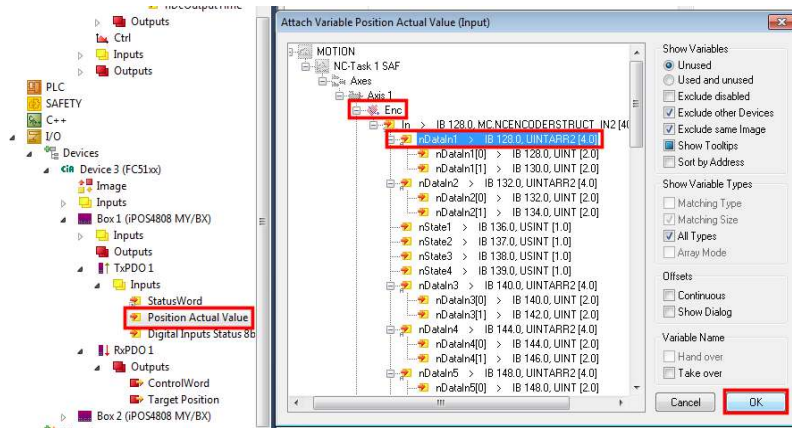 Outputs
Ctrl
Inputs
Outputs
PLC
SAFETY
C++
I/O
Devices
Device 3 (FC51xx)
Image
Inputs
Box 1 (iPOS4808 MY/BX)
Inputs
Outputs
TxPDO 1
Inputs
StatusWord
Position Actual Value
Digital Inputs Status 8b
RxPDO 1
Outputs
ControlWord
Target Position
Box 2 (iPOS4808 MY/BX)
Attach Variable Position Actual Value (Input)
MOTION
NC-Task 1 SAF
Axes
Axis 1
Enc
In > IB 128.0, MC.NCENCODERSTRUCT_IN2 [40
nDataIn1 > IB 128.0, UINTARR2 [4.0]
nDataIn1[0] > IB 128.0, UINT [2.0]
nDataIn1[1] > IB 130.0, UINT [2.0]
nDataIn2 > IB 132.0, UINTARR2 [4.0]
nDataIn2[0] > IB 132.0, UINT [2.0]
nDataIn2[1] > IB 134.0, UINT [2.0]
nState1 > IB 136.0, USINT [1.0]
nState2 > IB 137.0, USINT [1.0]
nState3 > IB 138.0, USINT [1.0]
nState4 > IB 139.0, USINT [1.0]
nDataIn3 > IB 140.0, UINTARR2 [4.0]
nDataIn3[0] > IB 140.0, UINT [2.0]
nDataIn3[1] > IB 142.0, UINT [2.0]
nDataIn4 > IB 144.0, UINTARR2 [4.0]
nDataIn4[0] > IB 144.0, UINT [2.0]
nDataIn4[1] > IB 146.0, UINT [2.0]
nDataIn5 > IB 148.0, UINTARR2 [4.0]
nDataIn5[0] > IB 148.0, UINT [2.0]
Show Variables
Unused
Used and unused
Exclude disabled
Exclude other Devices
Exclude same Image
Show Tooltips
Sort by Address
Show Variable Types
Matching Type
Matching Size
All Types
Array Mode
Offsets
Continuous
Show Dialog
Variable Name
Hand over
Take over
Cancel
OK